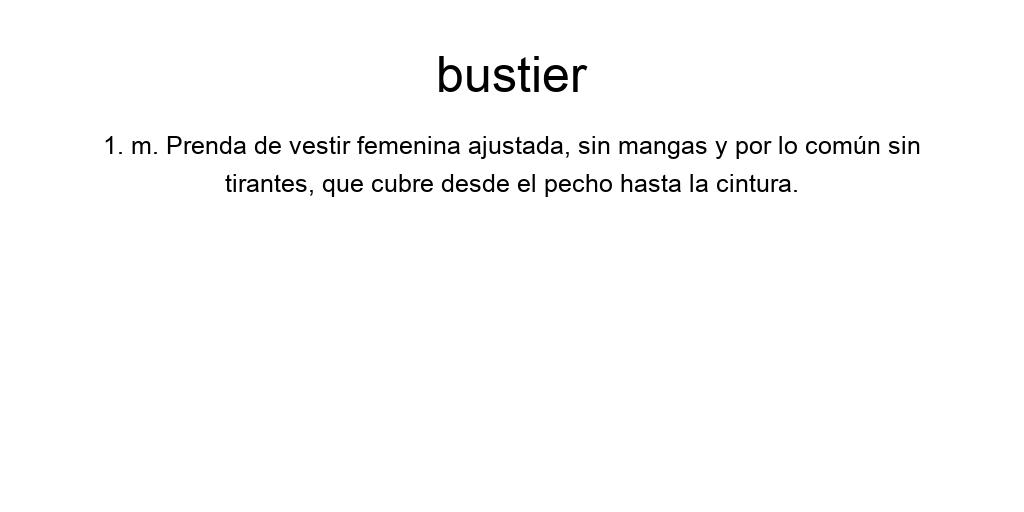 bustier
1. m. Prenda de vestir femenina ajustada, sin mangas y por lo común sin
tirantes, que cubre desde el pecho hasta la cintura.